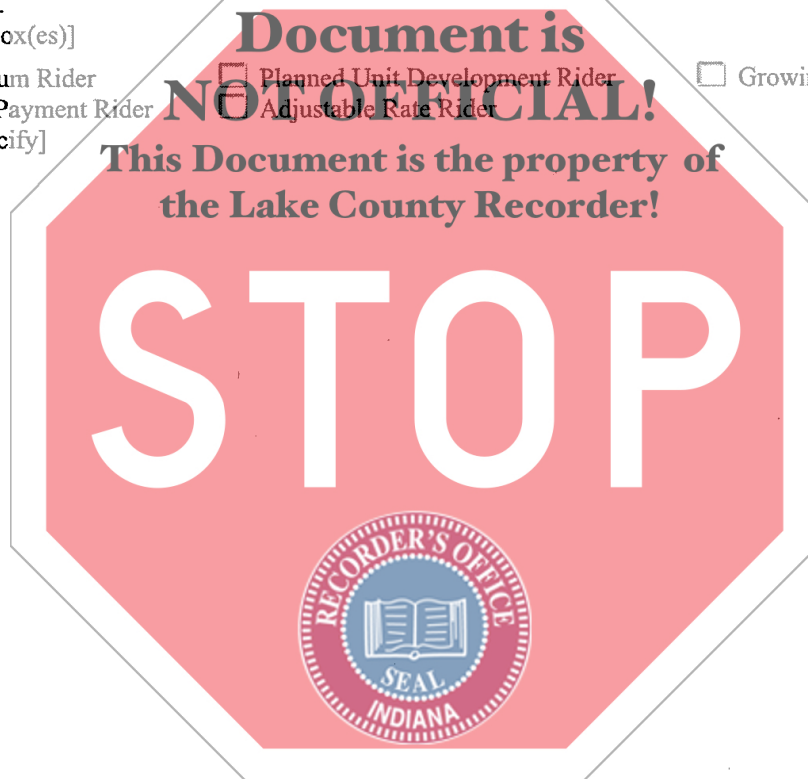 Document is
ox(es)]
um Rider Planned Unit Development Rider Growi
NOT OFFICIAL!
Payment Rider Adjustable Rate Rider
cify]
This Document is the property of
the Lake County Recorder!
STOP
RECORDER'S OFFICE
SEAL
INDIANA